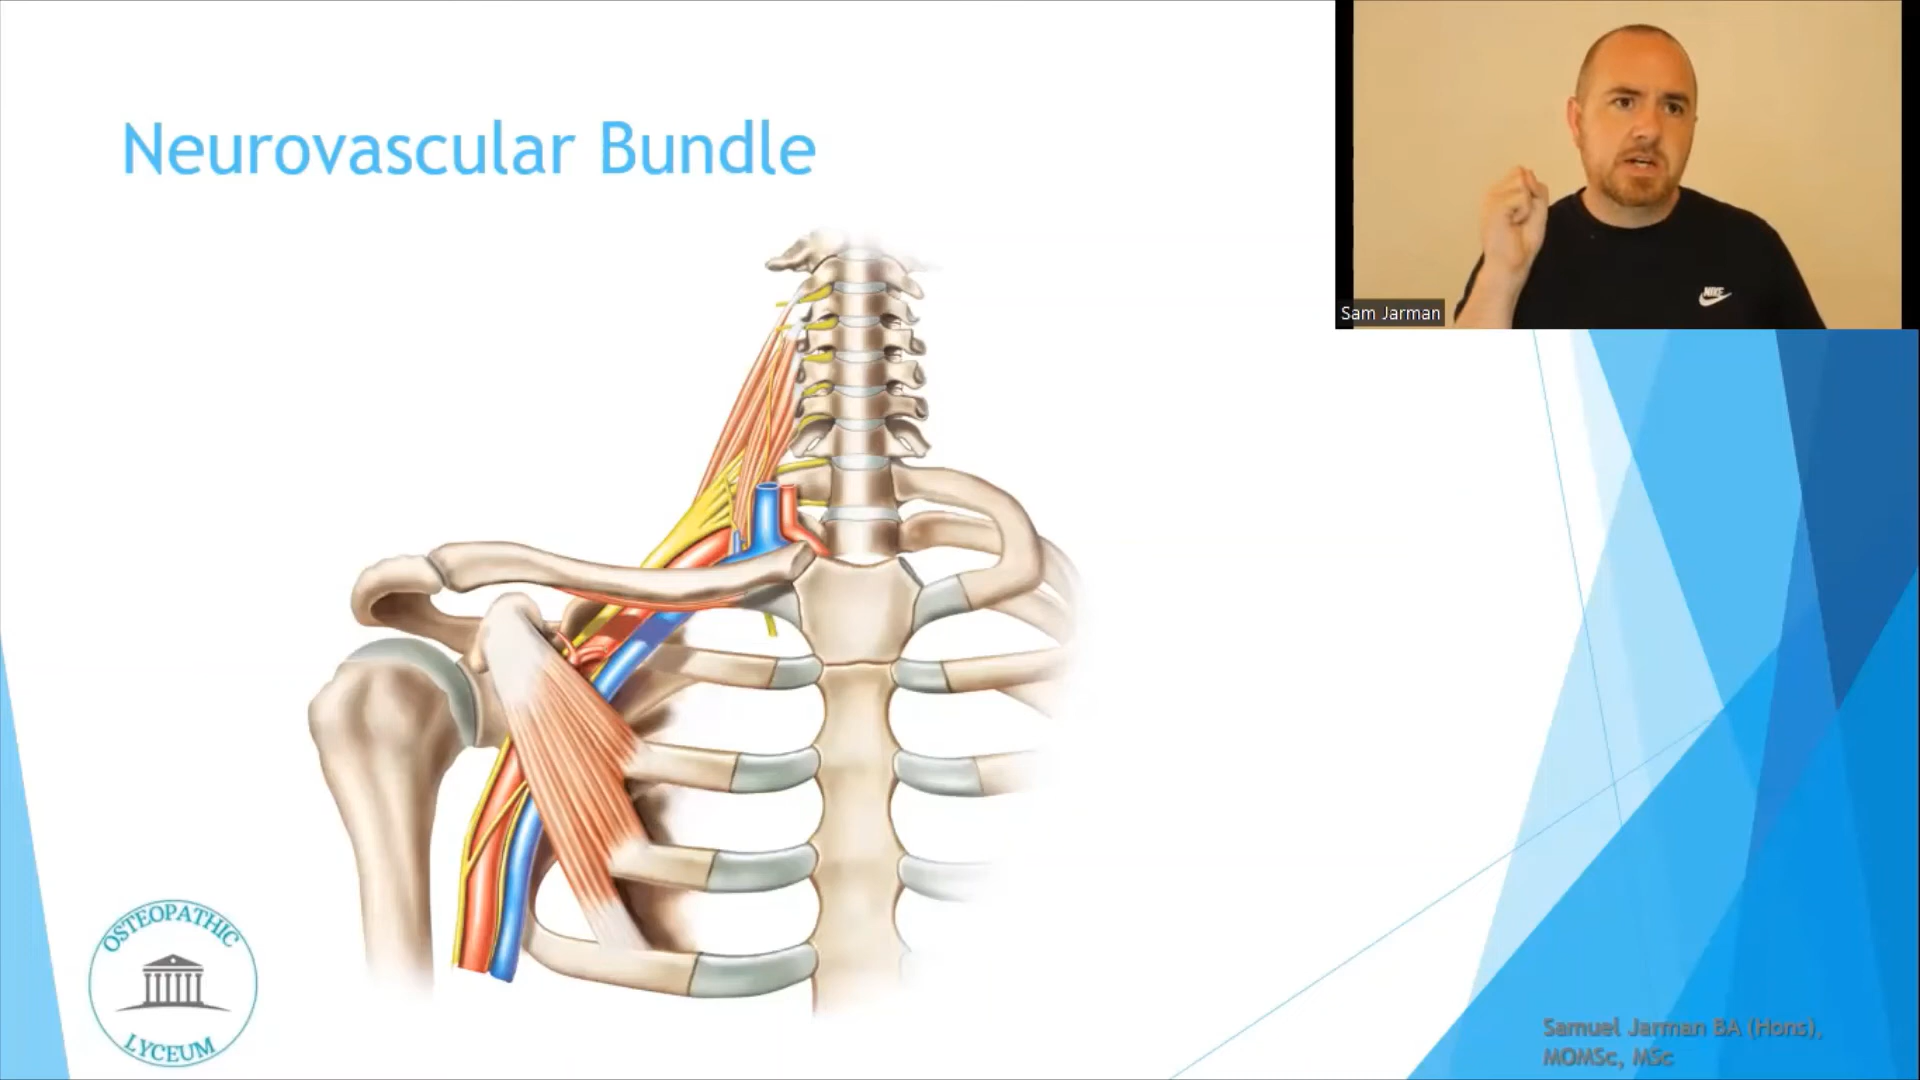 Neurovascular Bundle
NIKE
Sam Jarman
OSTEOPATHIC
LYCEUM
Samuel Jarman BA (Hons),
MOMSc, MSc